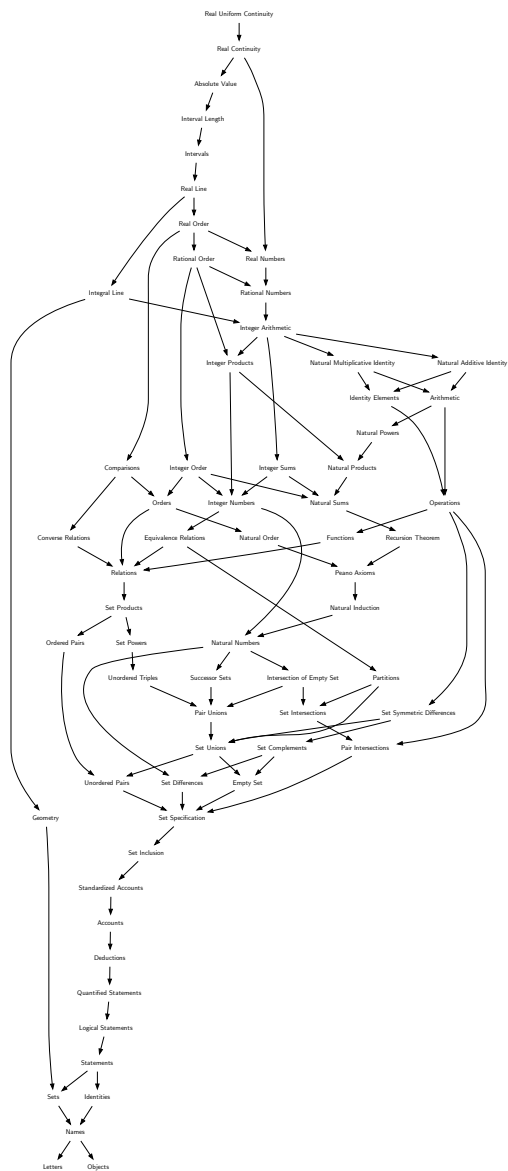 Real Uniform Continuity
Real Continuity
Absolute Value
Interval Length
Intervals
Real Line
Real Order
Rational Order Real Numbers
Integral Line Rational Numbers
Integer Arithmetic
Integer Products Natural Multiplicative Identity Natural Additive Identity
Identity Elements Arithmetic
Natural Powers
Comparisons Integer Order Integer Sums Natural Products
Orders Integer Numbers Natural Sums Operations
Converse Relations Equivalence Relations Natural Order Functions Recursion Theorem
Relations Peano Axioms
Set Products Natural Induction
Ordered Pairs Set Powers Natural Numbers
Unordered Triples Successor Sets Intersection of Empty Set Partitions
Pair Unions Set Intersections Set Symmetric Differences
Set Unions Set Complements Pair Intersections
Unordered Pairs Set Differences Empty Set
Geometry Set Specification
Set Inclusion
Standardized Accounts
Accounts
Deductions
Quantified Statements
Logical Statements
Statements
Sets Identities
Names
Letters Objects